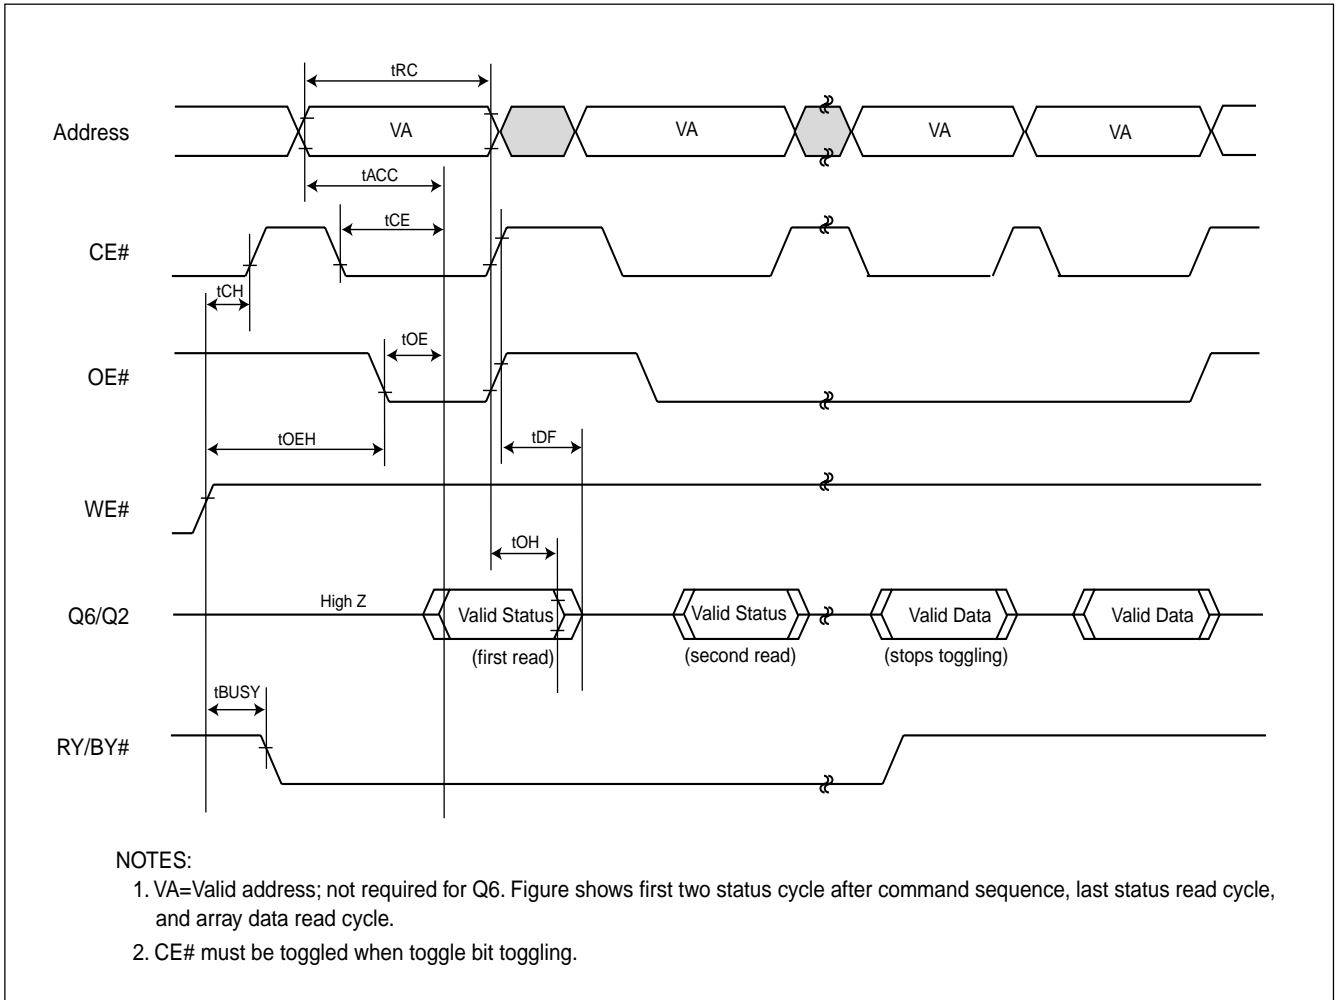 tRC
Address
VA
VA
VA
VA
tACC
tCE
CE#
tCH
tOE
OE#
tOEH
tDF
WE#
tOH
Q6/Q2
High Z
Valid Status
Valid Status
Valid Data
Valid Data
(first read)
(second read)
(stops toggling)
tBUSY
RY/BY#
NOTES:
1. VA=Valid address; not required for Q6. Figure shows first two status cycle after command sequence, last status read cycle,
and array data read cycle.
2. CE# must be toggled when toggle bit toggling.